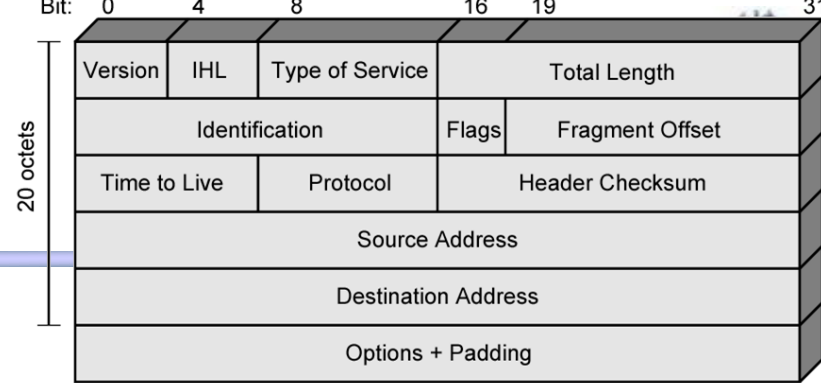 Bit: 0 4 8 16 19 31
Version IHL Type of Service Total Length
Identification Flags Fragment Offset
20 octets
Time to Live Protocol Header Checksum
Source Address
Destination Address
Options + Padding